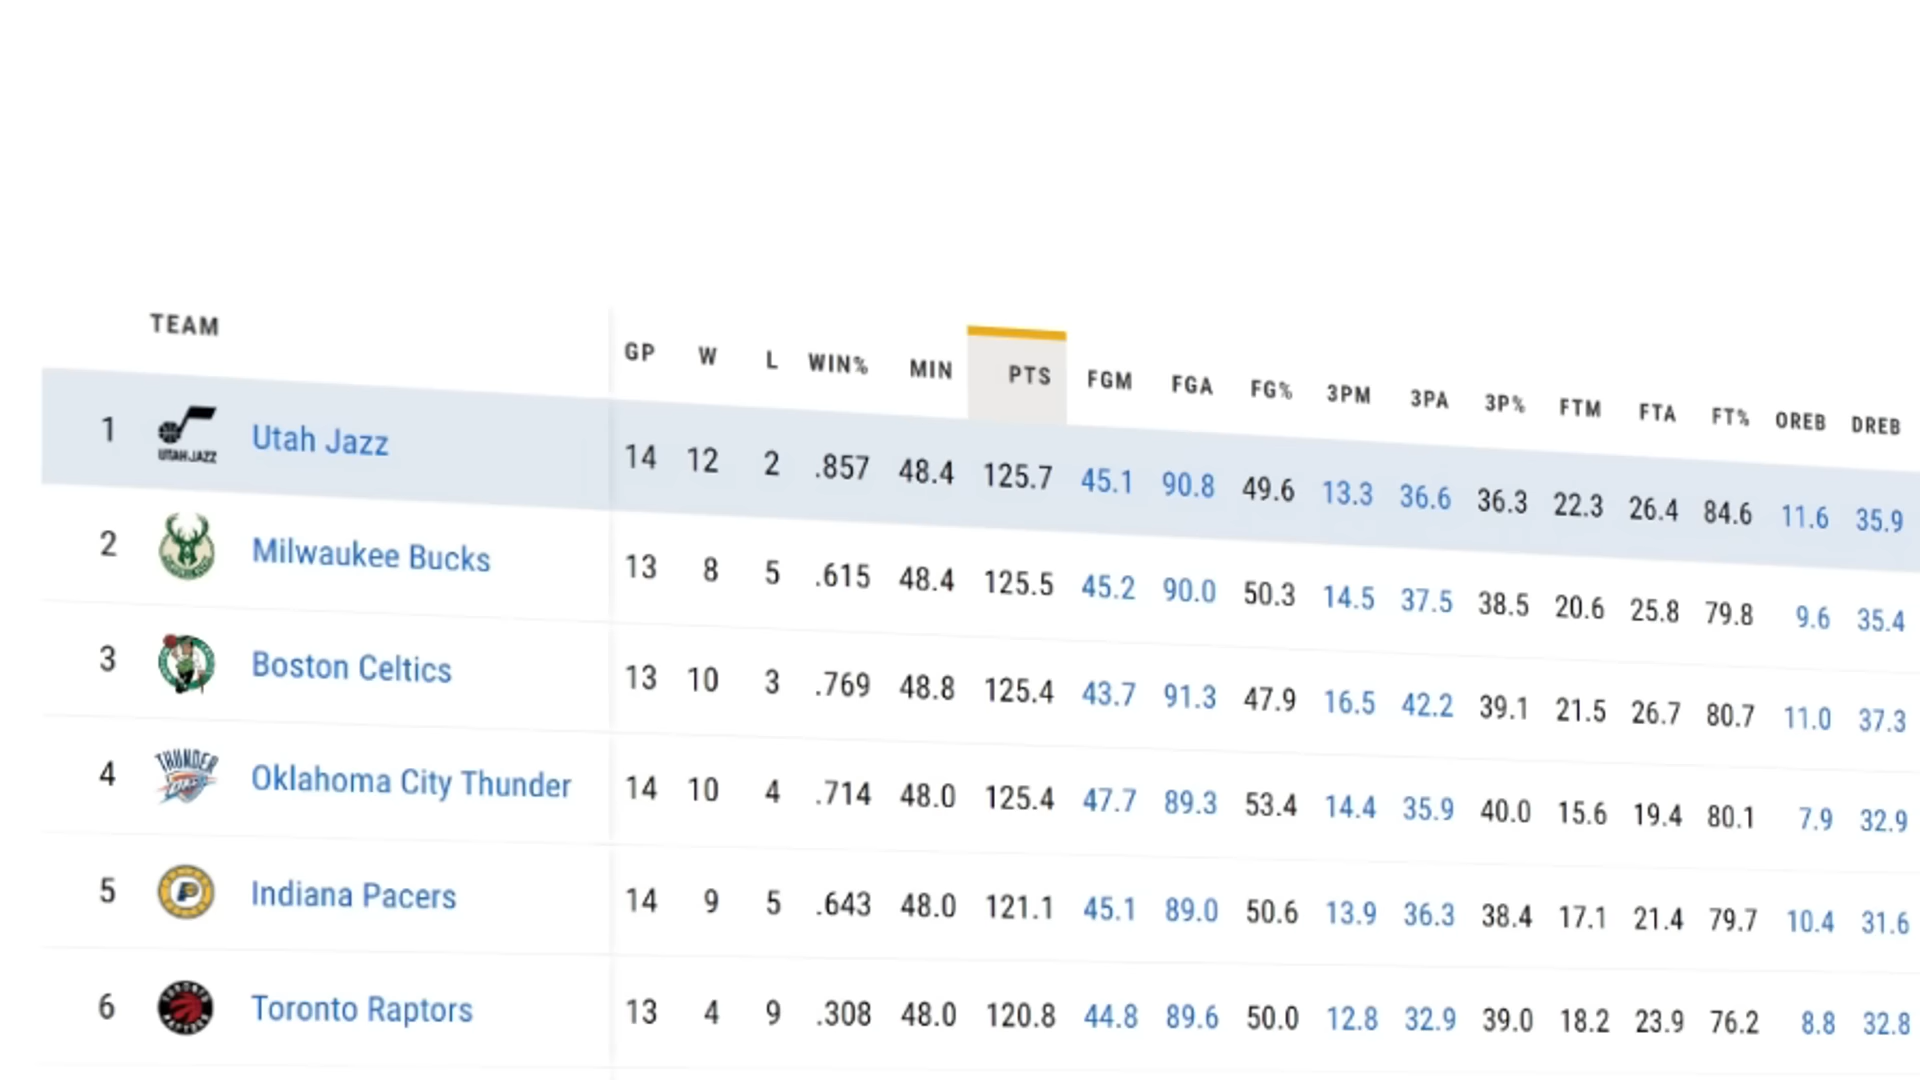 TEAM GP W L WIN% MIN PTS FGM FGA FG% 3PM 3PA 3P% FTM FTA FT% OREB DREB
1 UTAH JAZZ Utah Jazz 14 12 2 .857 48.4 125.7 45.1 90.8 49.6 13.3 36.6 36.3 22.3 26.4 84.6 11.6 35.9
2 Milwaukee Bucks 13 8 5 .615 48.4 125.5 45.2 90.0 50.3 14.5 37.5 38.5 20.6 25.8 79.8 9.6 35.4
3 Boston Celtics 13 10 3 .769 48.8 125.4 43.7 91.3 47.9 16.5 42.2 39.1 21.5 26.7 80.7 11.0 37.3
4 THUNDER OKC Oklahoma City Thunder 14 10 4 .714 48.0 125.4 47.7 89.3 53.4 14.4 35.9 40.0 15.6 19.4 80.1 7.9 32.9
5 Indiana Pacers 14 9 5 .643 48.0 121.1 45.1 89.0 50.6 13.9 36.3 38.4 17.1 21.4 79.7 10.4 31.6
6 Toronto Raptors 13 4 9 .308 48.0 120.8 44.8 89.6 50.0 12.8 32.9 39.0 18.2 23.9 76.2 8.8 32.8